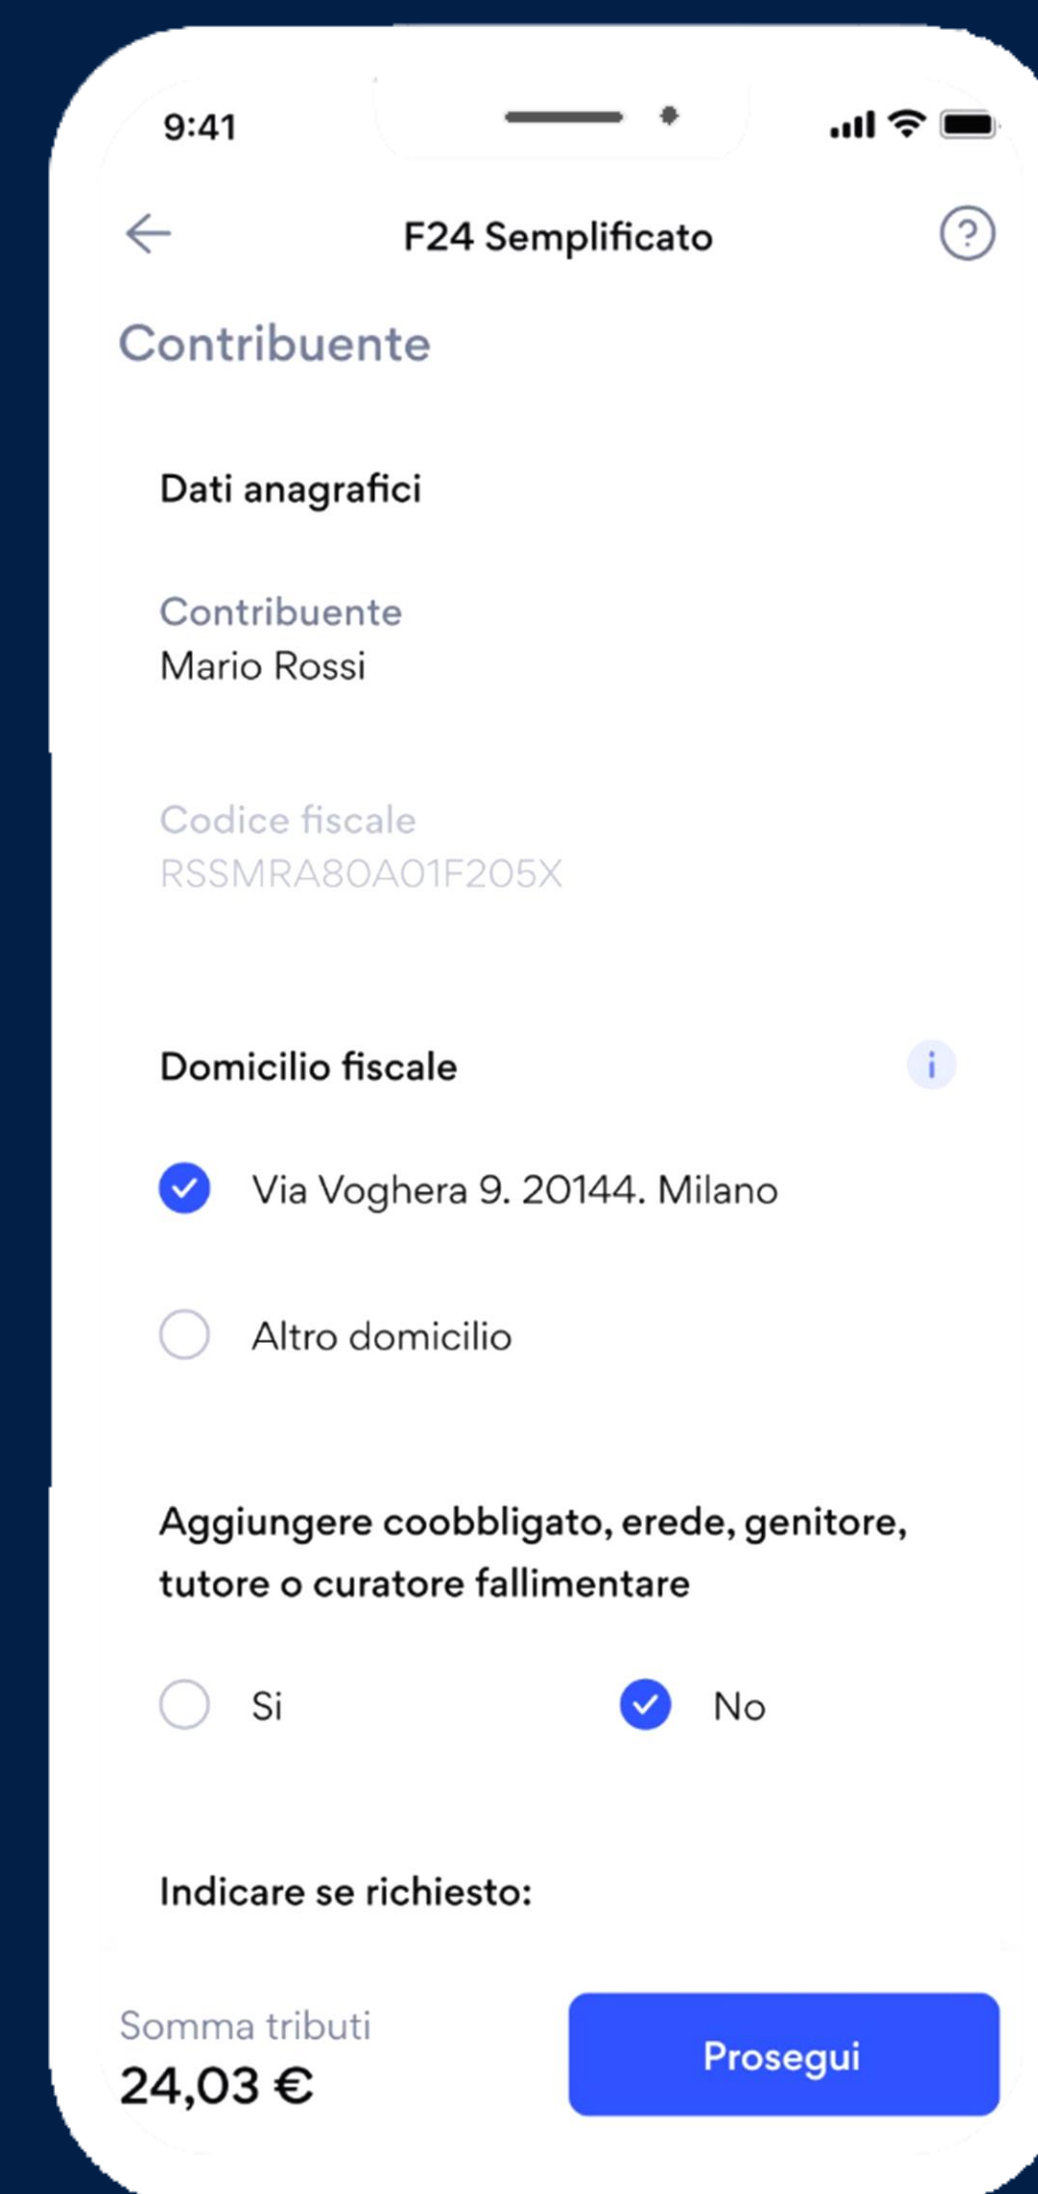 9:41
F24 Semplificato
?
Contribuente
Dati anagrafici
Contribuente
Mario Rossi
Codice fiscale
RSSMRA80A01F205X
Domicilio fiscale
i
Via Voghera 9. 20144. Milano
Altro domicilio
Aggiungere coobbligato, erede, genitore,
tutore o curatore fallimentare
Si
No
Indicare se richiesto:
Somma tributi
24,03 €
Prosegui